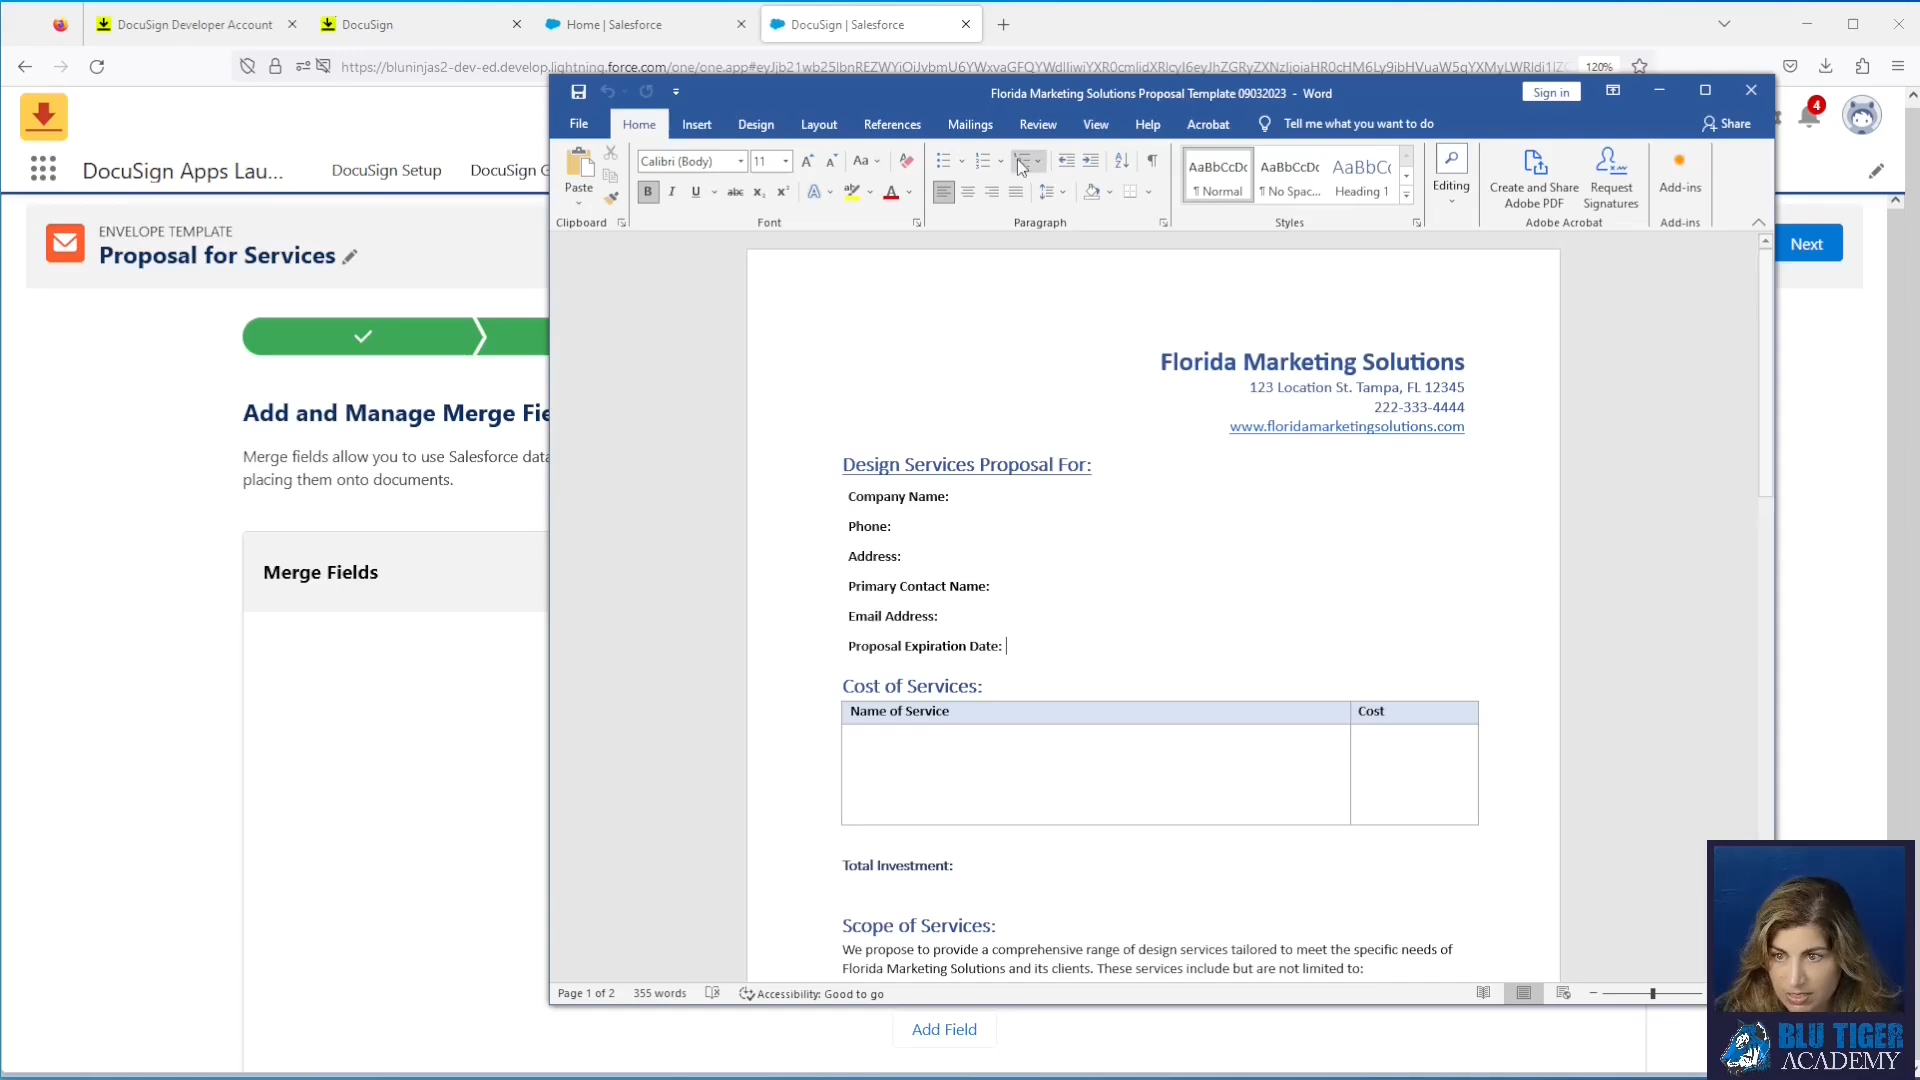 DocuSign Developer Account
DocuSign
Home | Salesforce
DocuSign | Salesforce
120%
4
DocuSign Apps Lau...
DocuSign Setup
DocuSign G
ENVELOPE TEMPLATE
Proposal for Services
Next
Add and Manage Merge Fie
Merge fields allow you to use Salesforce data
placing them onto documents.
Merge Fields
Add Field
Florida Marketing Solutions Proposal Template 09032023 - Word
Sign in
File
Home
Insert
Design
Layout
References
Mailings
Review
View
Help
Acrobat
Tell me what you want to do
Share
Paste
Clipboard
Calibri (Body)
11
Aa
B I U abc x₂ x²
Font
Paragraph
AaBbCcDc
¶ Normal
AaBbCcDc
¶ No Spac...
AaBbCc
Heading 1
Styles
Editing
Create and Share
Adobe PDF
Request
Signatures
Adobe Acrobat
Add-ins
Add-ins
Florida Marketing Solutions
123 Location St. Tampa, FL 12345
222-333-4444
www.floridamarketingsolutions.com
Design Services Proposal For:
Company Name:
Phone:
Address:
Primary Contact Name:
Email Address:
Proposal Expiration Date:
Cost of Services:
Name of Service
Cost
Total Investment:
Scope of Services:
We propose to provide a comprehensive range of design services tailored to meet the specific needs of
Florida Marketing Solutions and its clients. These services include but are not limited to:
Page 1 of 2
355 words
Accessibility: Good to go
BLU TIGER
ACADEMY